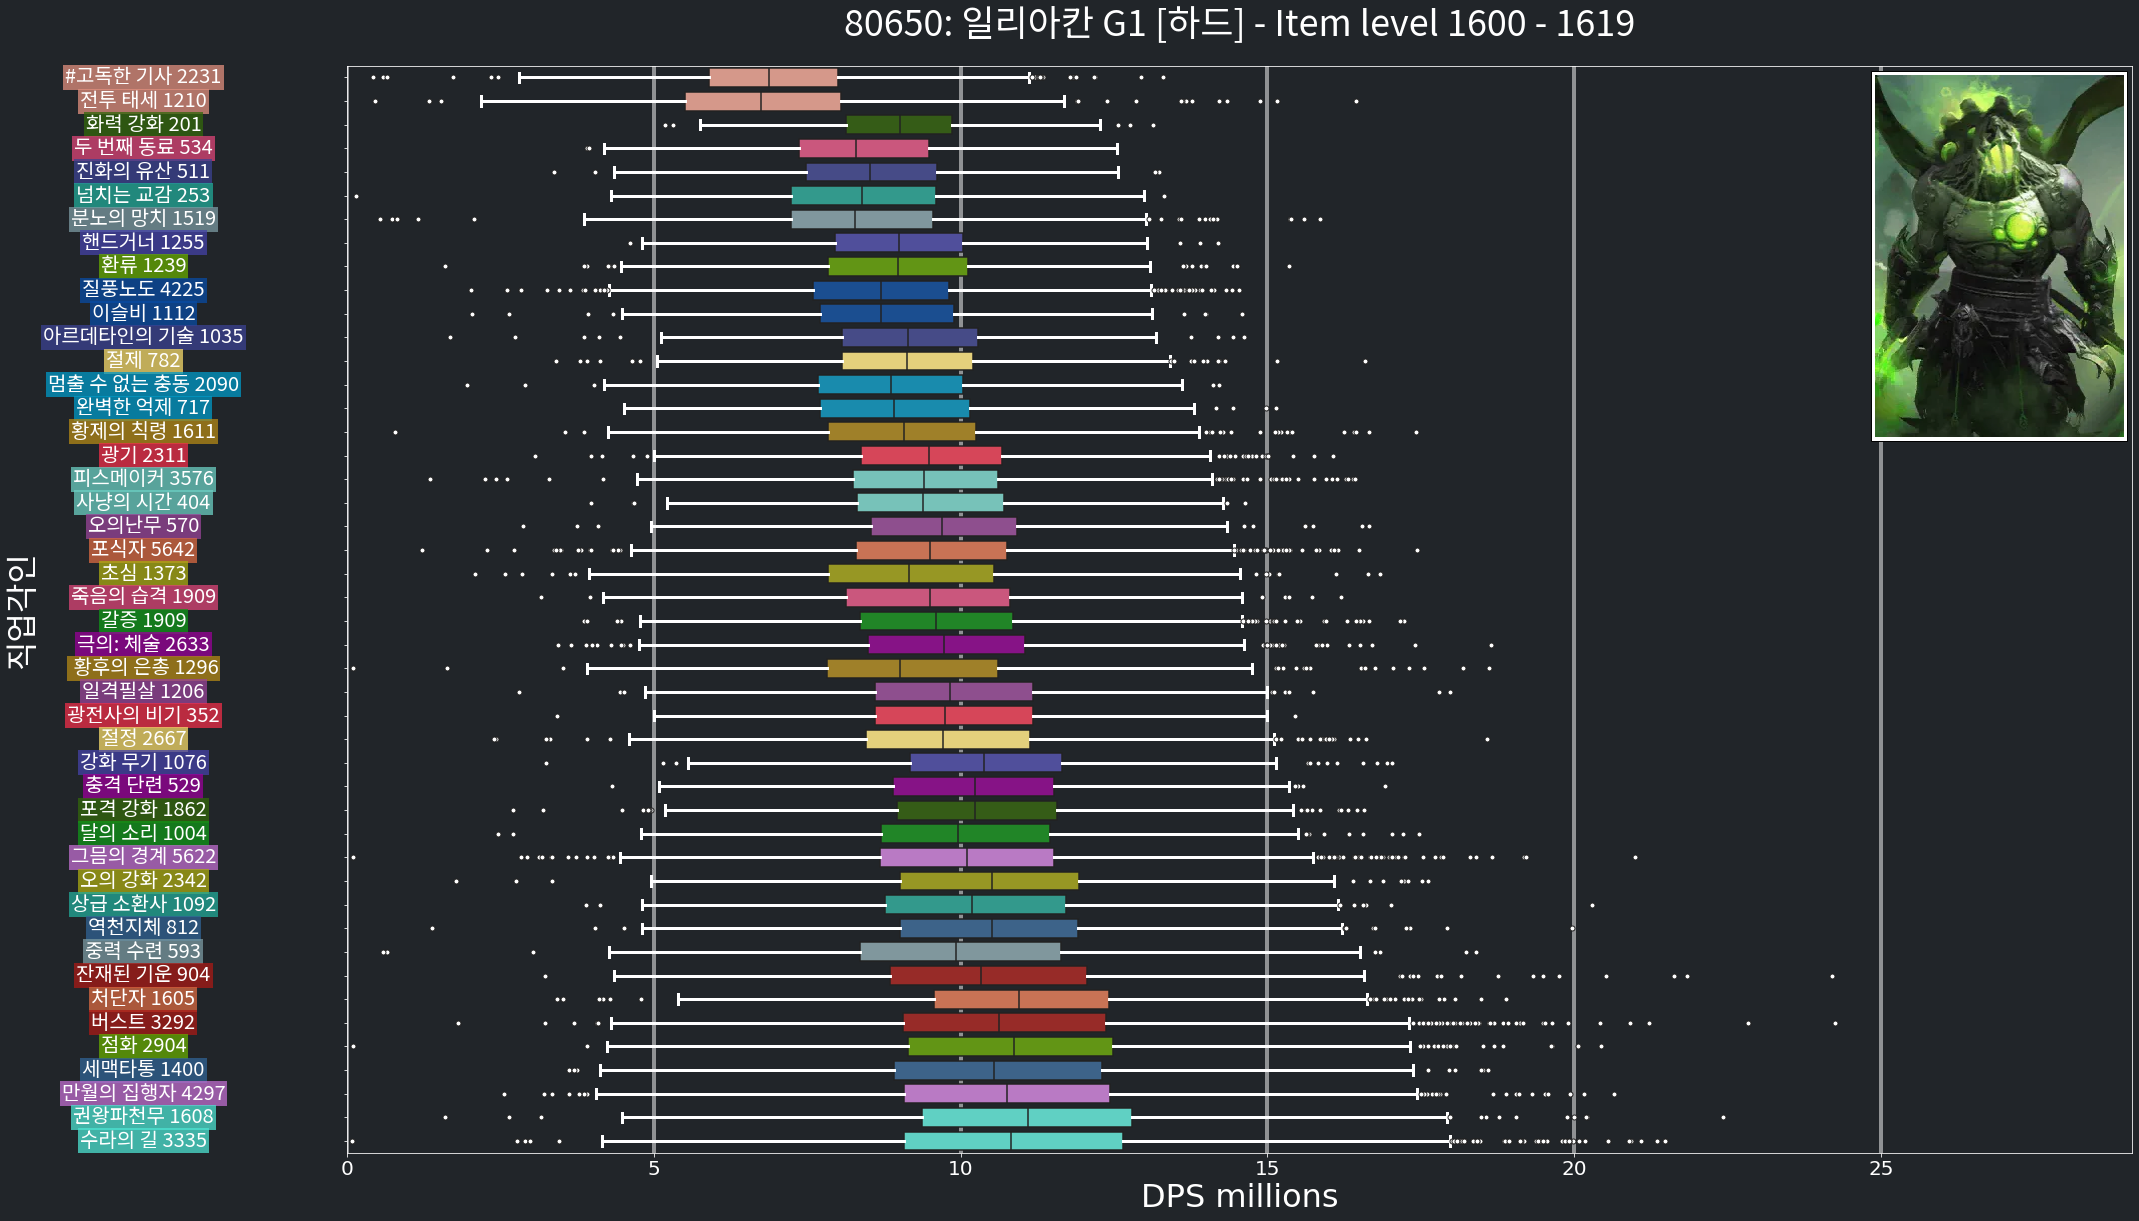 80650: 일리아칸 G1 [하드] - Item level 1600 - 1619
#고독한 기사 2231
전투 태세 1210
화력 강화 201
두 번째 동료 534
진화의 유산 511
넘치는 교감 253
분노의 망치 1519
핸드거너 1255
환류 1239
질풍노도 4225
이슬비 1112
아르데타인의 기술 1035
절제 782
멈출 수 없는 충동 2090
완벽한 억제 717
황제의 칙령 1611
광기 2311
피스메이커 3576
사냥의 시간 404
오의난무 570
포식자 5642
초심 1373
죽음의 습격 1909
갈증 1909
극의: 체술 2633
황후의 은총 1296
일격필살 1206
광전사의 비기 352
절정 2667
강화 무기 1076
충격 단련 529
포격 강화 1862
달의 소리 1004
그믐의 경계 5622
오의 강화 2342
상급 소환사 1092
역천지체 812
중력 수련 593
잔재된 기운 904
처단자 1605
버스트 3292
점화 2904
세맥타통 1400
만월의 집행자 4297
권왕파천무 1608
수라의 길 3335
직업각인
0 5 10 15 20 25
DPS millions